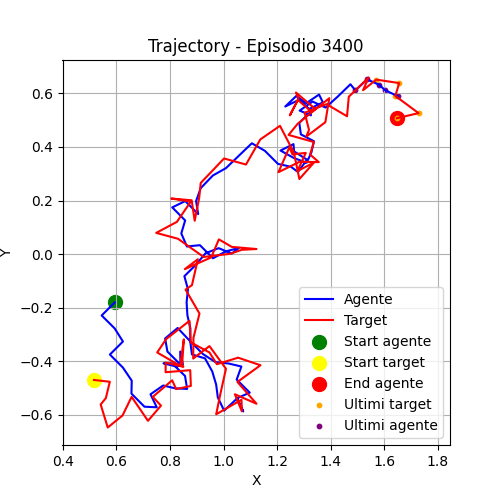 Trajectory - Episodio 3400
0.6
0.4
0.2
0.0
−0.2
−0.4
−0.6
Y
0.4 0.6 0.8 1.0 1.2 1.4 1.6 1.8
X
Agente
Target
Start agente
Start target
End agente
Ultimi target
Ultimi agente